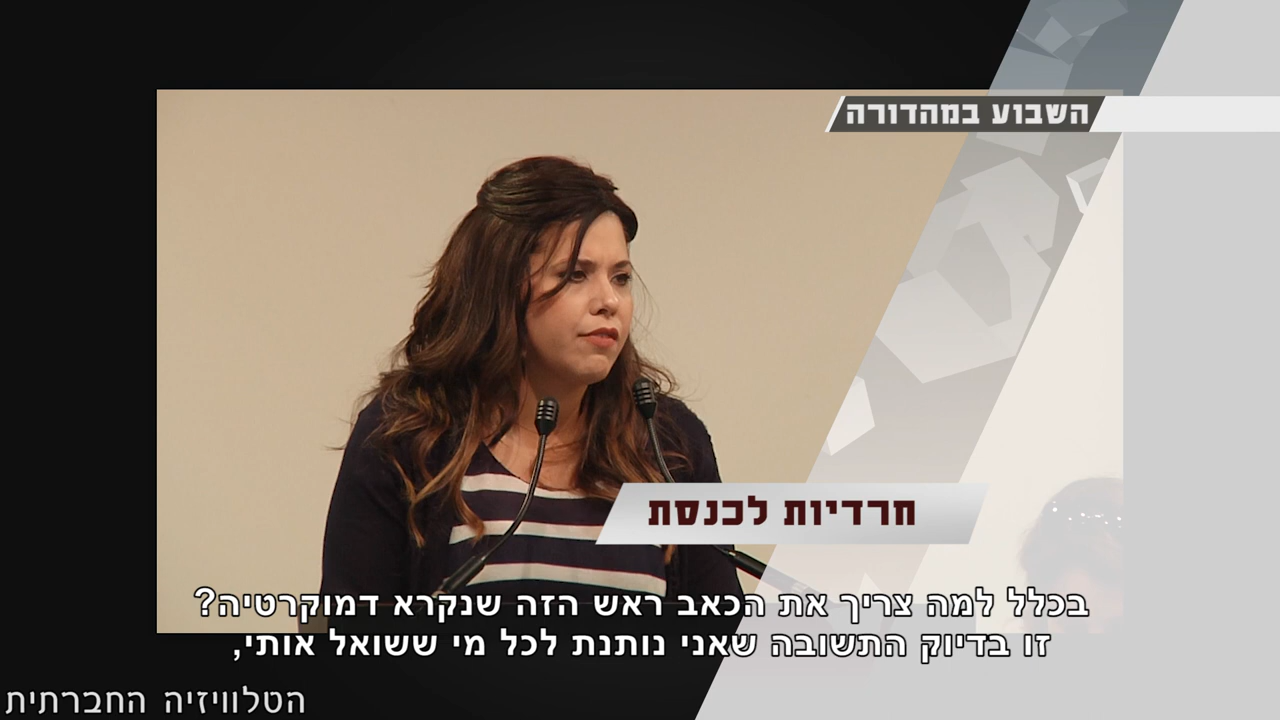 השבוע במהדורה
חרדיות לכנסת
בכלל למה צריך את הכאב ראש הזה שנקרא דמוקרטיה?
זו בדיוק התשובה שאני נותנת לכל מי ששואל אותי,
הטלוויזיה החברתית